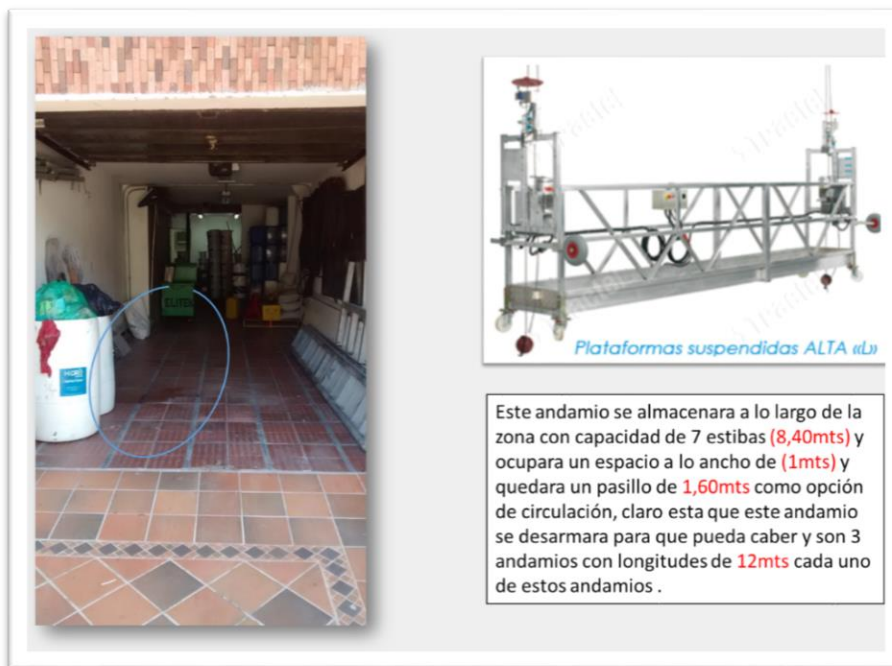 ELITE
Plataformas suspendidas ALTA «L»
Este andamio se almacenara a lo largo de la
zona con capacidad de 7 estibas (8,40mts) y
ocupara un espacio a lo ancho de (1mts) y
quedara un pasillo de 1,60mts como opción
de circulación, claro esta que este andamio
se desarmara para que pueda caber y son 3
andamios con longitudes de 12mts cada uno
de estos andamios .